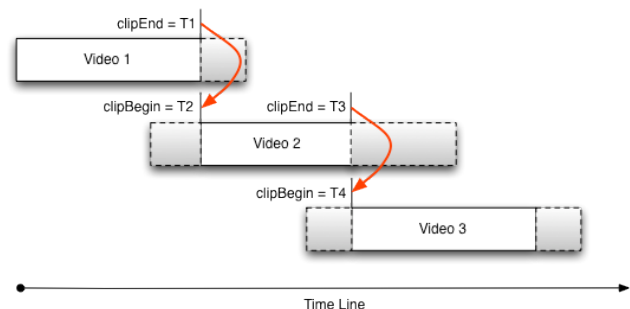 clipEnd = T1
Video 1
clipBegin = T2
clipEnd = T3
Video 2
clipBegin = T4
Video 3
Time Line